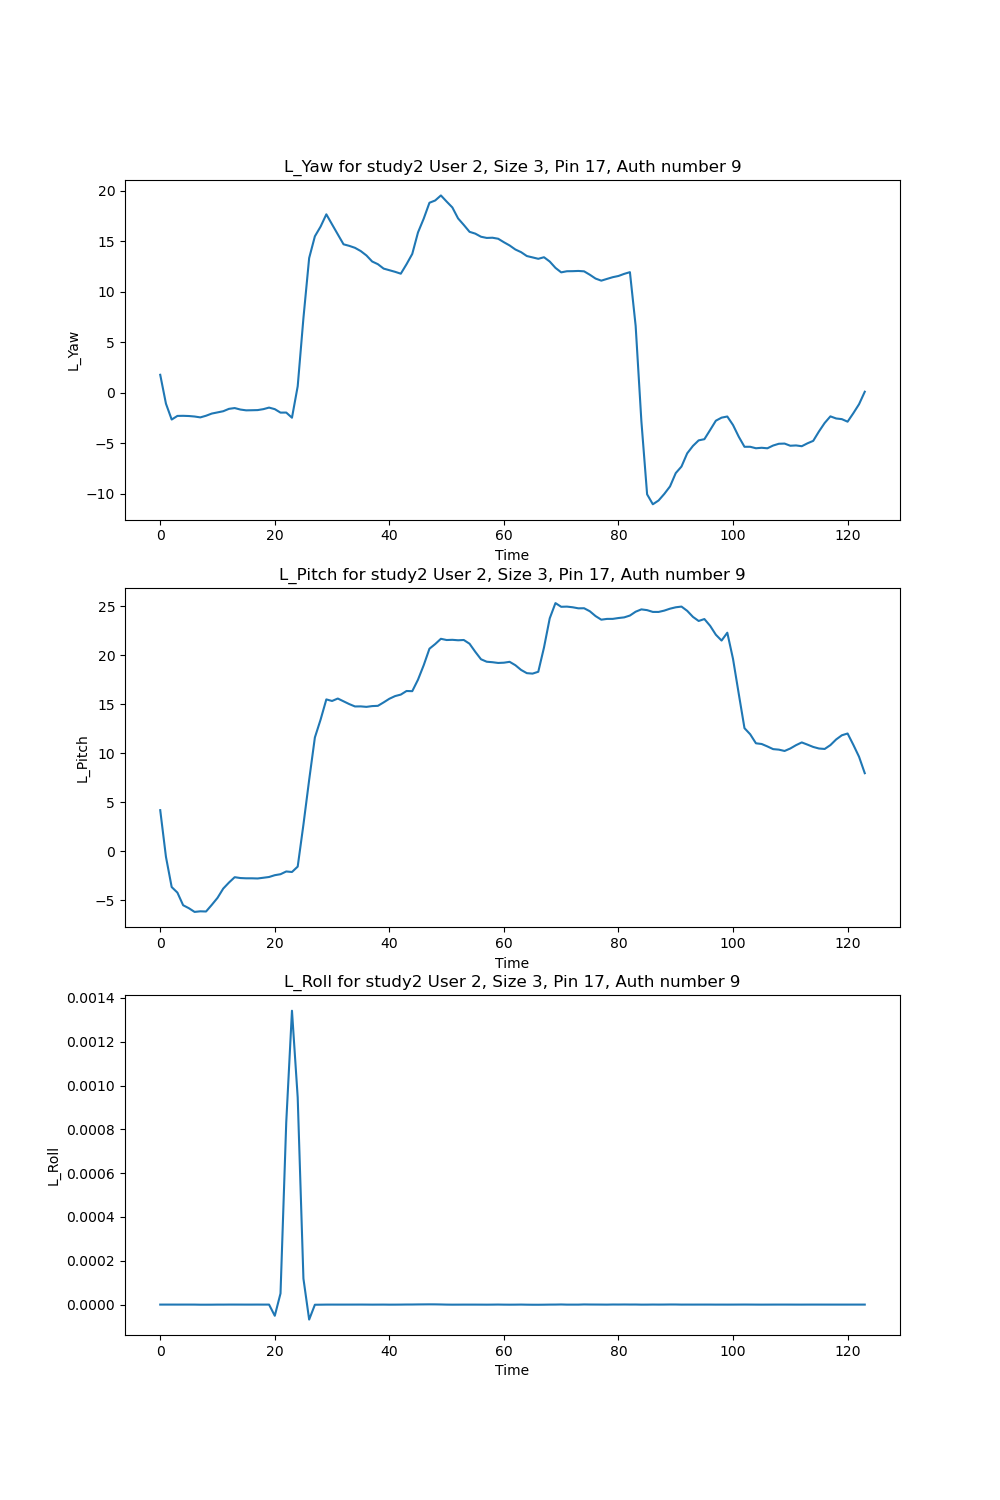 L_Yaw for study2 User 2, Size 3, Pin 17, Auth number 9
20
15
10
5
0
−5
−10
L_Yaw
0 20 40 60 80 100 120
Time
L_Pitch for study2 User 2, Size 3, Pin 17, Auth number 9
25
20
15
10
5
0
−5
L_Pitch
0 20 40 60 80 100 120
Time
L_Roll for study2 User 2, Size 3, Pin 17, Auth number 9
0.0014
0.0012
0.0010
0.0008
0.0006
0.0004
0.0002
0.0000
L_Roll
0 20 40 60 80 100 120
Time